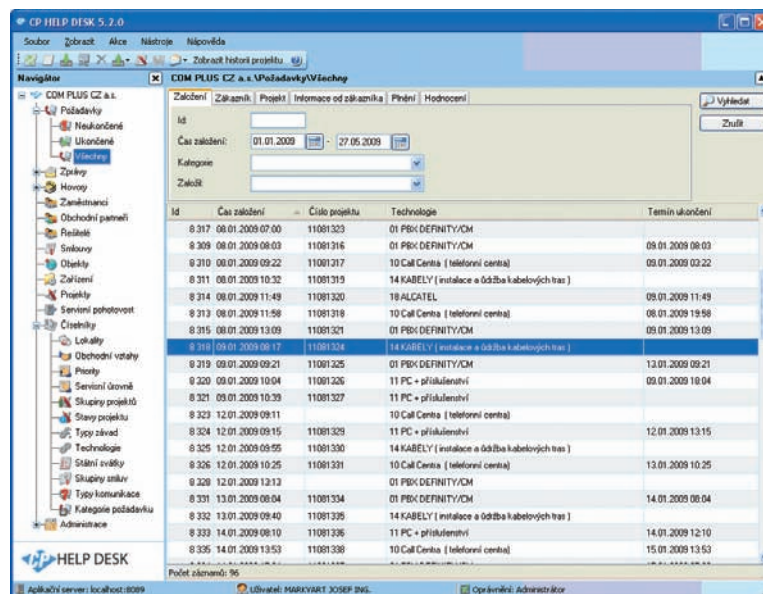 CP HELP DESK 5.2.0
Soubor Zobrazit Akce Nástroje Nápověda
Zobrazit historii projektu
Navigátor
COM PLUS CZ a.s.\Požadavky\Všechny
COM PLUS CZ a.s.
Požadavky
Neukončené
Ukončené
Všechny
Zprávy
Hovory
Zaměstnanci
Obchodní partneři
Řešitelé
Smlouvy
Objekty
Zařízení
Projekty
Servisní pohotovost
Číselníky
Lokality
Obchodní vztahy
Priority
Servisní úrovně
Skupiny projektů
Stavy projektu
Typy závad
Technologie
Státní svátky
Skupiny smluv
Typy komunikace
Kategorie požadavku
Administrace
HELP DESK
Založení Zákazník Projekt Informace od zákazníka Plnění Hodnocení
Vyhledat
Zrušit
Id
Čas založení: 01.01.2009 - 27.05.2009
Kategorie
Založil:
Id Čas založení Číslo projektu Technologie Termín ukončení
8 317 08.01.2009 07:00 11081323 01 PBX DEFINITY/CM
8 309 08.01.2009 08:03 11081316 01 PBX DEFINITY/CM 09.01.2009 08:03
8 310 08.01.2009 09:22 11081317 10 Call Centra ( telefonní centra) 09.01.2009 03:22
8 311 08.01.2009 10:32 11081319 14 KABELY ( instalace a údržba kabelových tras )
8 314 08.01.2009 11:49 11081320 18 ALCATEL 09.01.2009 11:49
8 313 08.01.2009 11:58 11081318 10 Call Centra ( telefonní centra) 08.01.2009 19:58
8 315 08.01.2009 13:09 11081321 01 PBX DEFINITY/CM 09.01.2009 13:09
8 318 09.01.2009 08:17 11081324 14 KABELY ( instalace a údržba kabelových tras )
8 319 09.01.2009 09:21 11081325 01 PBX DEFINITY/CM 13.01.2009 09:21
8 320 09.01.2009 10:04 11081326 11 PC + příslušenství 09.01.2009 18:04
8 321 09.01.2009 10:39 11081327 11 PC + příslušenství
8 323 12.01.2009 09:11 10 Call Centra ( telefonní centra)
8 324 12.01.2009 09:15 11081329 11 PC + příslušenství 12.01.2009 13:15
8 325 12.01.2009 09:55 11081330 14 KABELY ( instalace a údržba kabelových tras )
8 326 12.01.2009 10:25 11081331 10 Call Centra ( telefonní centra) 13.01.2009 10:25
8 328 12.01.2009 13:13 01 PBX DEFINITY/CM
8 331 13.01.2009 08:04 11081334 01 PBX DEFINITY/CM 14.01.2009 08:04
8 332 13.01.2009 09:40 11081335 14 KABELY ( instalace a údržba kabelových tras )
8 333 14.01.2009 08:10 11081336 11 PC + příslušenství 14.01.2009 12:10
8 335 14.01.2009 13:53 11081338 10 Call Centra ( telefonní centra) 15.01.2009 13:53
Počet záznamů: 96
Aplikační server: localhost:8089 Uživatel: MARKVART JOSEF ING. Oprávnění: Administrátor